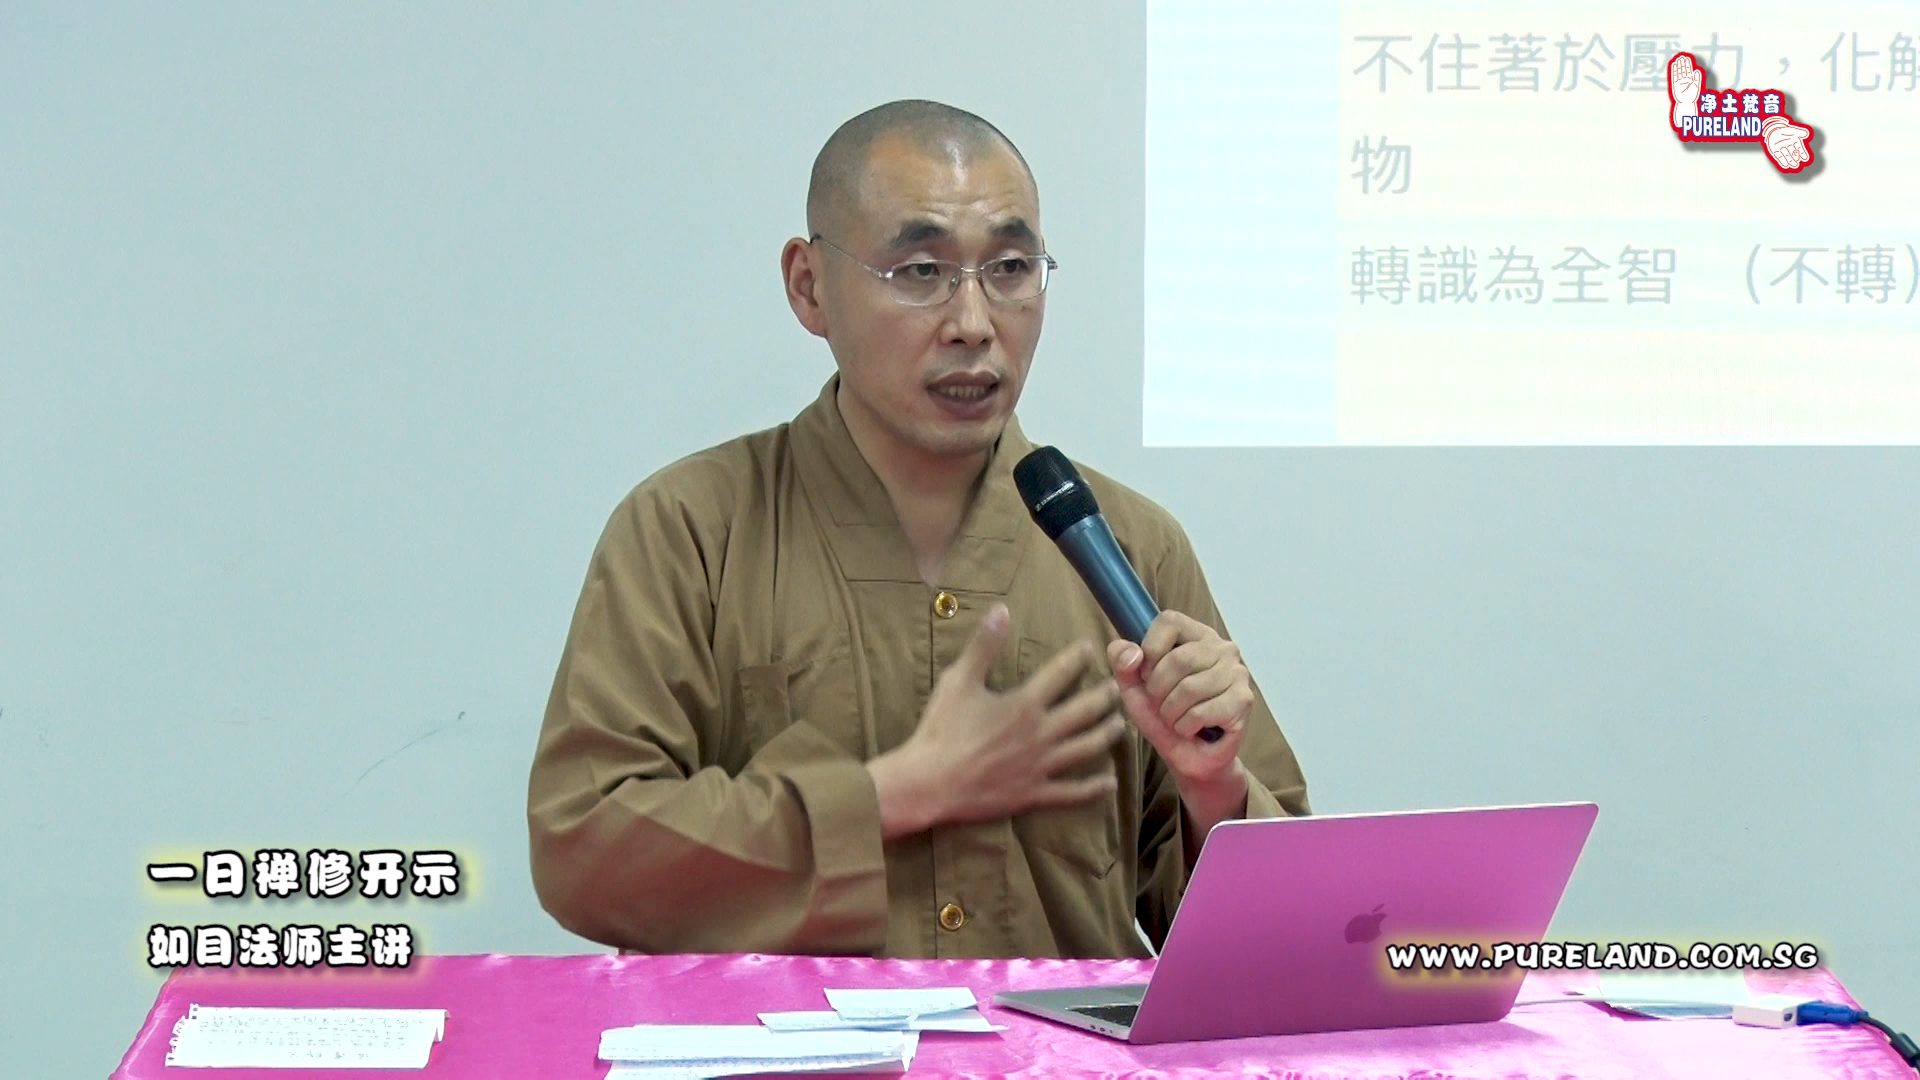 不住著於壓力，化解
物
轉識為全智 （不轉）
净土梵音
PURELAND
一日禅修开示
如目法师主讲
WWW.PURELAND.COM.SG